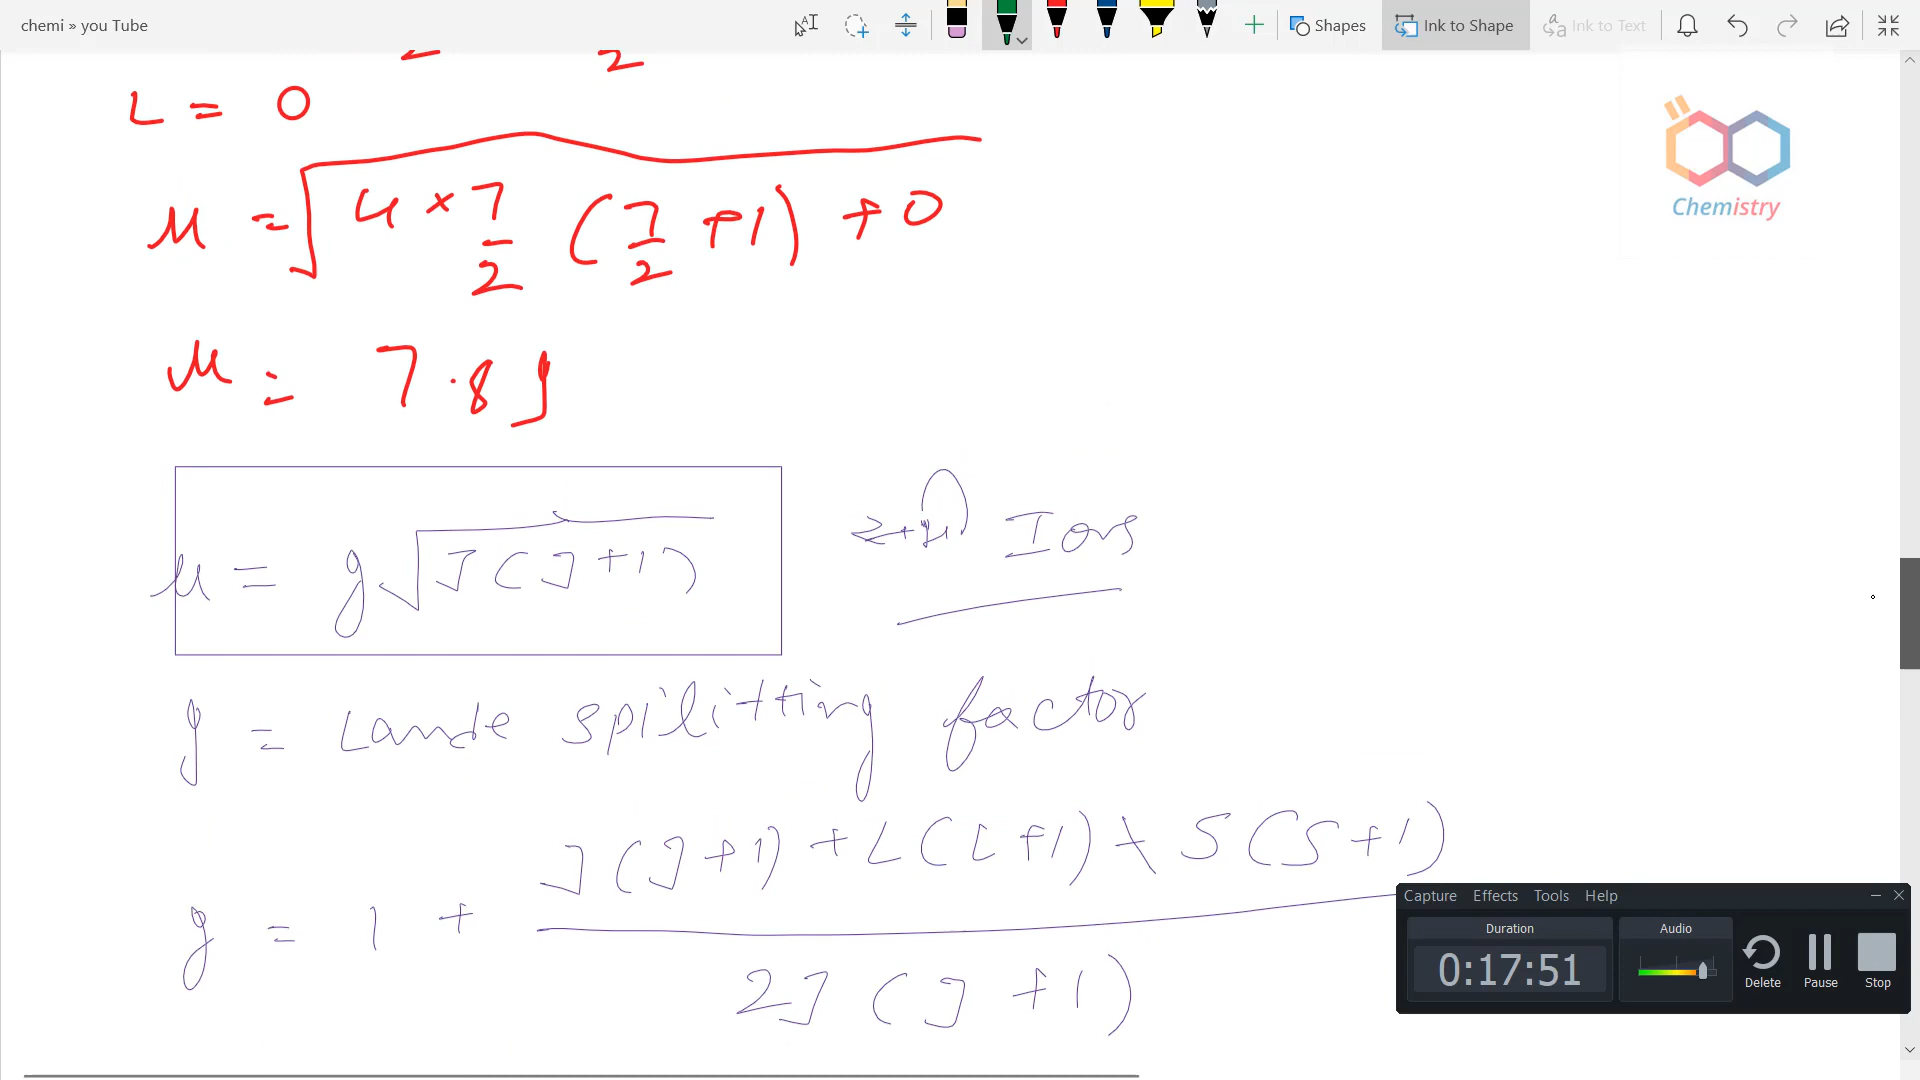 chemi » you Tube
Shapes
Ink to Shape
Ink to Text
Chemistry
2
L = 0
μ = √4 × 7/2 (7/2 + 1) + 0
μ = 7.8
μ = g√J(J+1)
Ions
g = Lande spilitting factor
g = 1 + J(J+1) + L(L+1) + S(S+1)
2J (J+1)
Capture Effects Tools Help
Duration
Audio
0:17:51
Delete Pause Stop